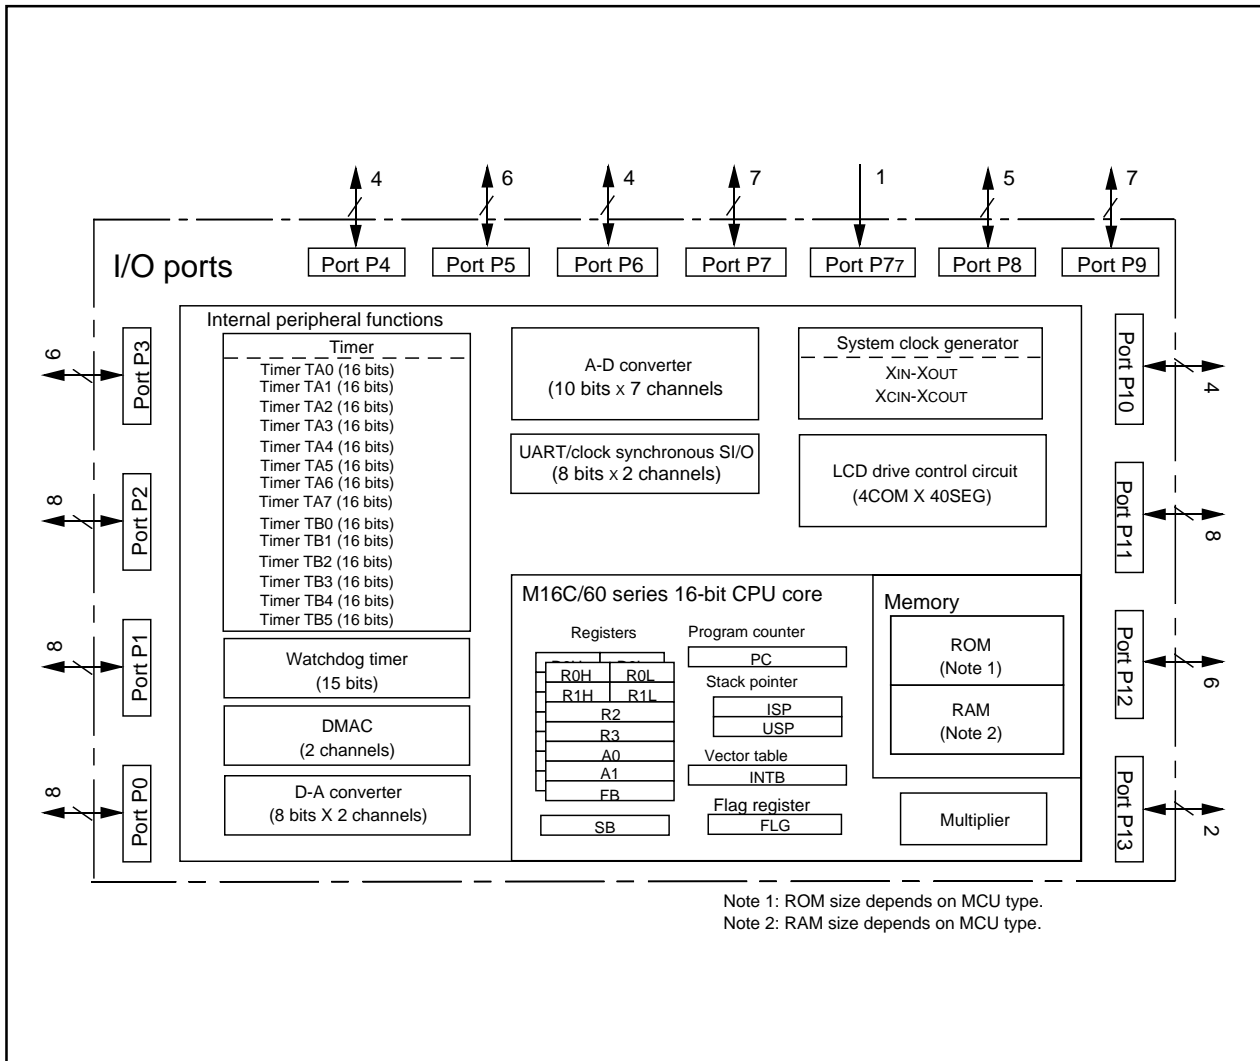 4
6
4
7
1
5
7
I/O ports
Port P4
Port P5
Port P6
Port P7
Port P77
Port P8
Port P9
6
Port P3
8
Port P2
8
Port P1
8
Port P0
Internal peripheral functions
Timer
Timer TA0 (16 bits)
Timer TA1 (16 bits)
Timer TA2 (16 bits)
Timer TA3 (16 bits)
Timer TA4 (16 bits)
Timer TA5 (16 bits)
Timer TA6 (16 bits)
Timer TA7 (16 bits)
Timer TB0 (16 bits)
Timer TB1 (16 bits)
Timer TB2 (16 bits)
Timer TB3 (16 bits)
Timer TB4 (16 bits)
Timer TB5 (16 bits)
Watchdog timer
(15 bits)
DMAC
(2 channels)
D-A converter
(8 bits X 2 channels)
A-D converter
(10 bits x 7 channels
UART/clock synchronous SI/O
(8 bits x 2 channels)
System clock generator
XIN-XOUT
XCIN-XCOUT
LCD drive control circuit
(4COM X 40SEG)
M16C/60 series 16-bit CPU core
Registers
R0H R0L
R1H R1L
R2
R3
A0
A1
FB
SB
Program counter
PC
Stack pointer
ISP
USP
Vector table
INTB
Flag register
FLG
Memory
ROM
(Note 1)
RAM
(Note 2)
Multiplier
Port P10
4
Port P11
8
Port P12
6
Port P13
2
Note 1: ROM size depends on MCU type.
Note 2: RAM size depends on MCU type.